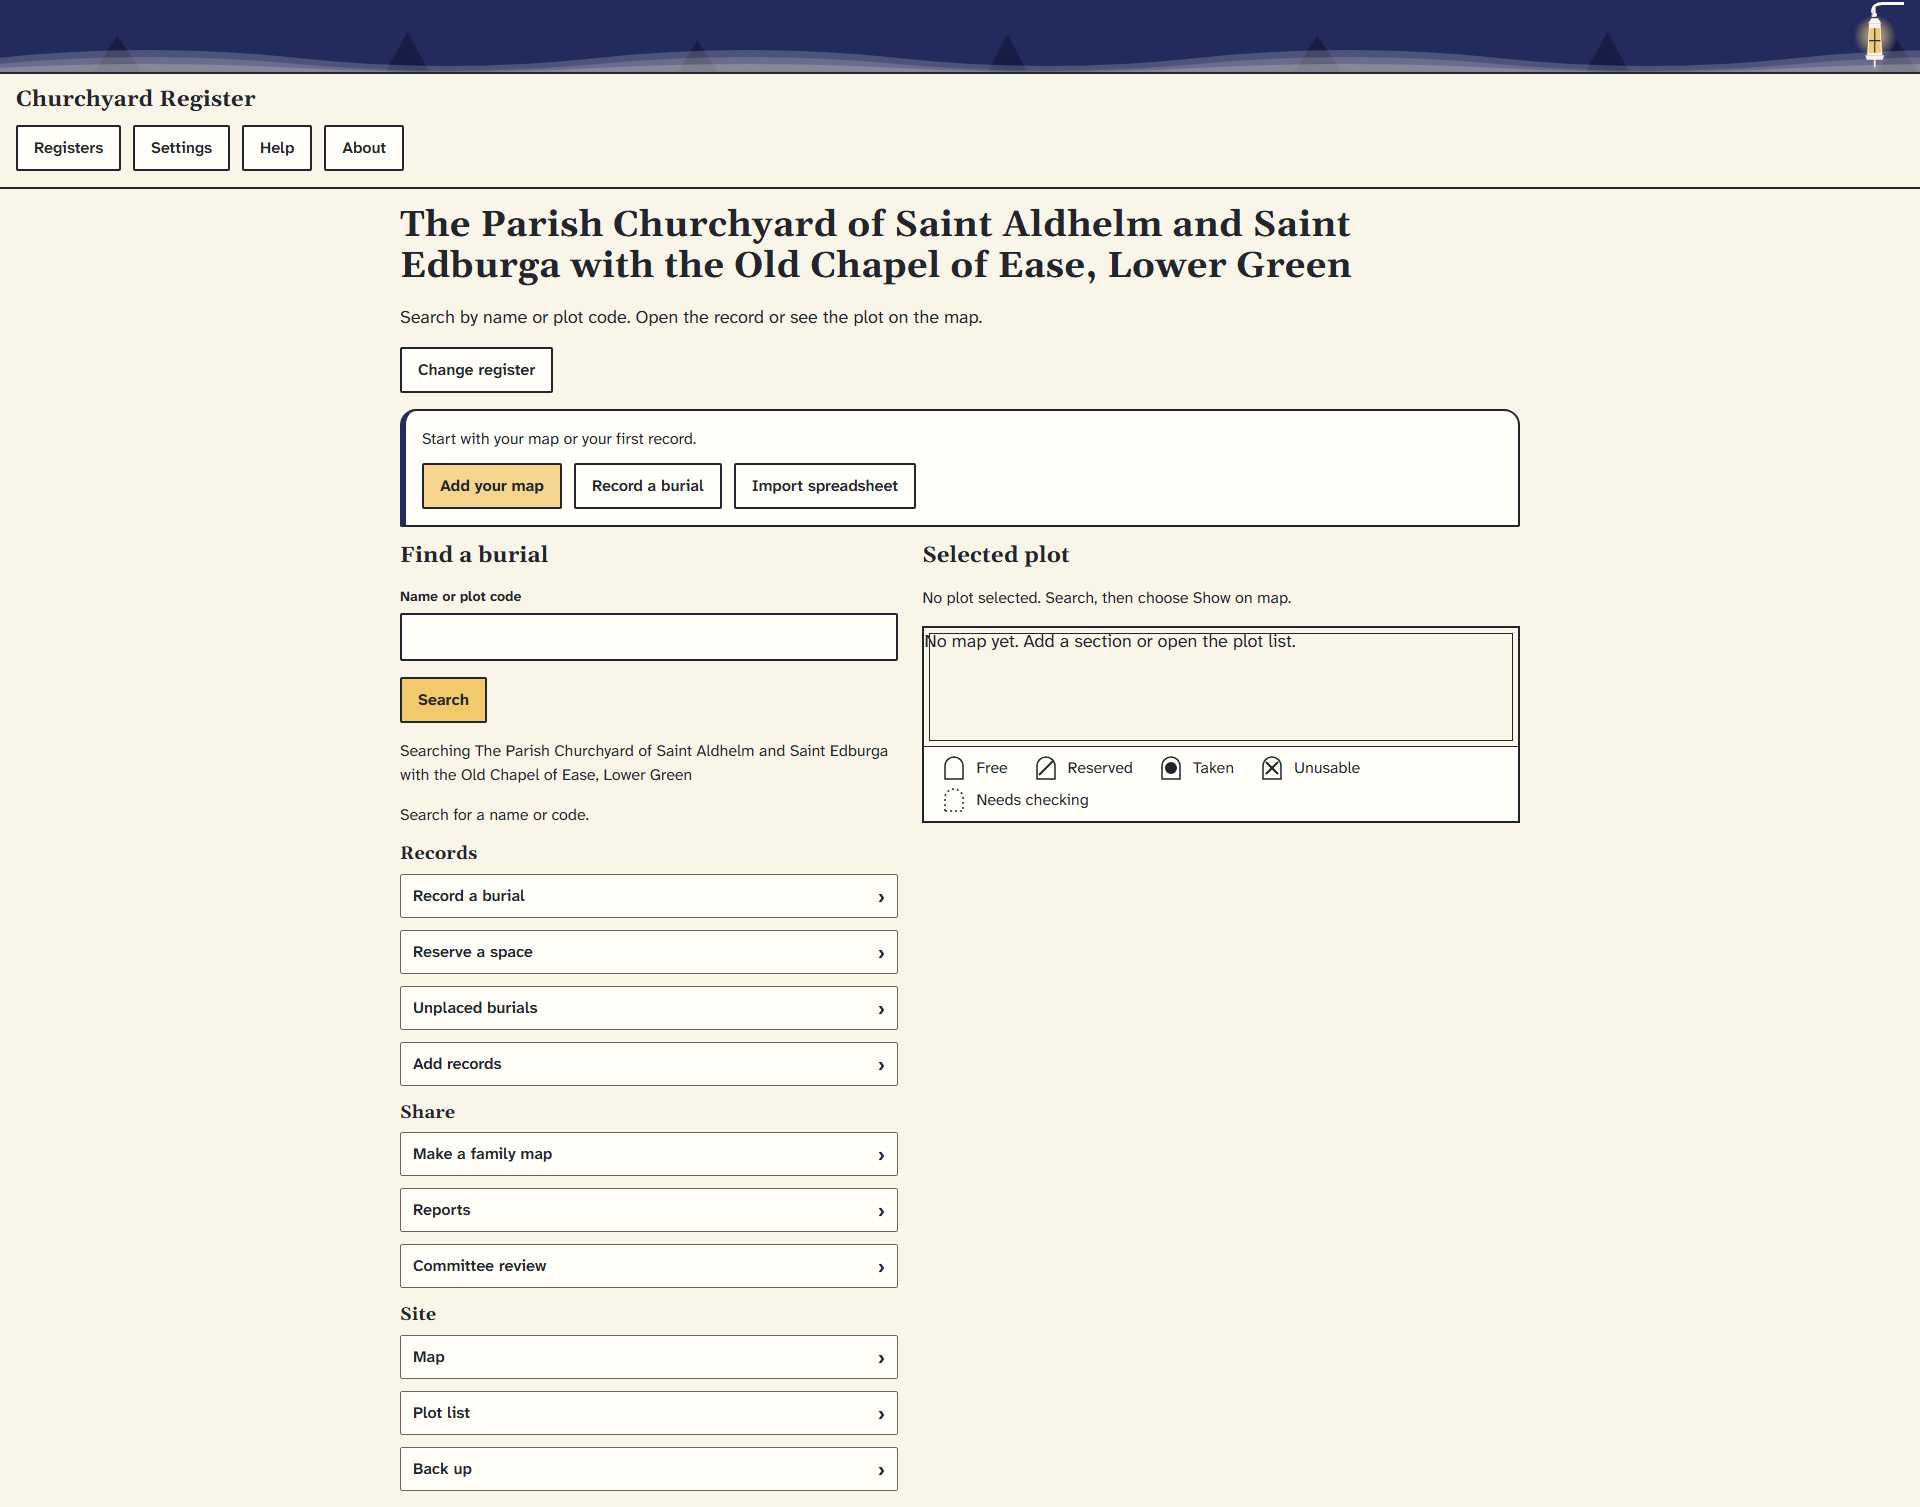 Churchyard Register
Registers
Settings
Help
About
The Parish Churchyard of Saint Aldhelm and Saint
Edburga with the Old Chapel of Ease, Lower Green
Search by name or plot code. Open the record or see the plot on the map.
Change register
Start with your map or your first record.
Add your map
Record a burial
Import spreadsheet
Find a burial
Name or plot code
Search
Searching The Parish Churchyard of Saint Aldhelm and Saint Edburga
with the Old Chapel of Ease, Lower Green
Search for a name or code.
Records
Record a burial
Reserve a space
Unplaced burials
Add records
Share
Make a family map
Reports
Committee review
Site
Map
Plot list
Back up
Selected plot
No plot selected. Search, then choose Show on map.
No map yet. Add a section or open the plot list.
Free
Reserved
Taken
Unusable
Needs checking